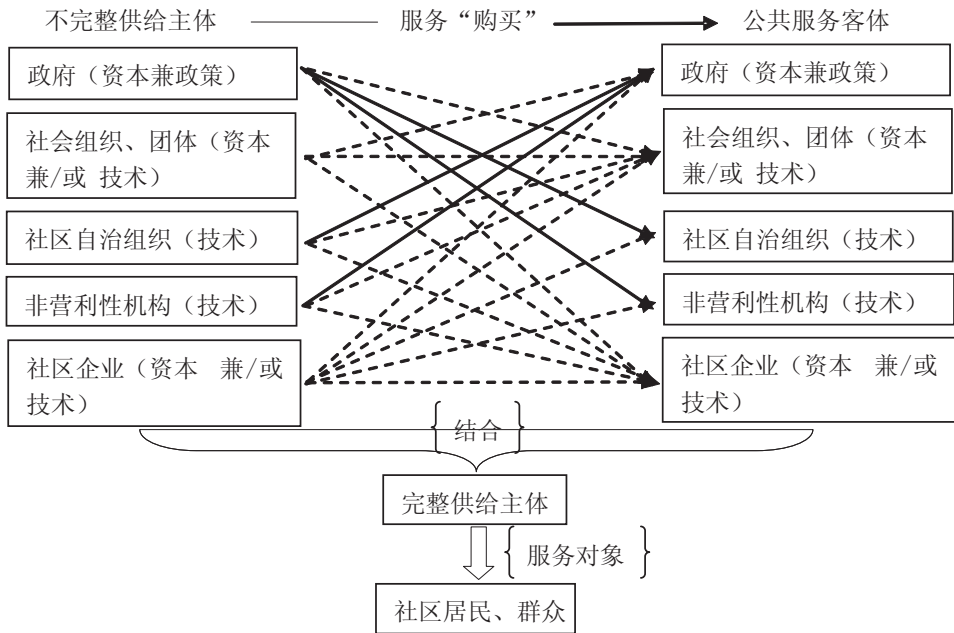 不完整供给主体 服务“购买” 公共服务客体
政府（资本兼政策） 政府（资本兼政策）
社会组织、团体（资本 社会组织、团体（资本
兼/或 技术） 兼/或 技术）
社区自治组织（技术） 社区自治组织（技术）
非营利性机构（技术） 非营利性机构（技术）
社区企业（资本 兼/或 社区企业（资本 兼/或
技术） 技术）
结合
完整供给主体
服务对象
社区居民、群众